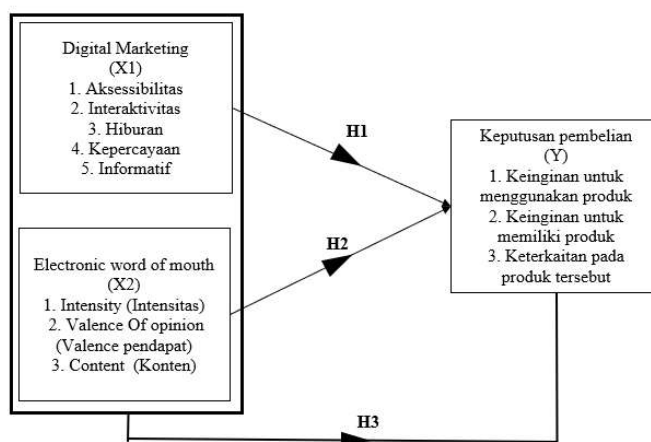 Digital Marketing
(X1)
1. Aksessibilitas
2. Interaktivitas
3. Hiburan
4. Kepercayaan
5. Informatif
H1
Keputusan pembelian
(Y)
1. Keinginan untuk
menggunakan produk
2. Keinginan untuk
memiliki produk
3. Keterkaitan pada
produk tersebut
H2
Electronic word of mouth
(X2)
1. Intensity (Intensitas)
2. Valence Of opinion
(Valence pendapat)
3. Content (Konten)
H3